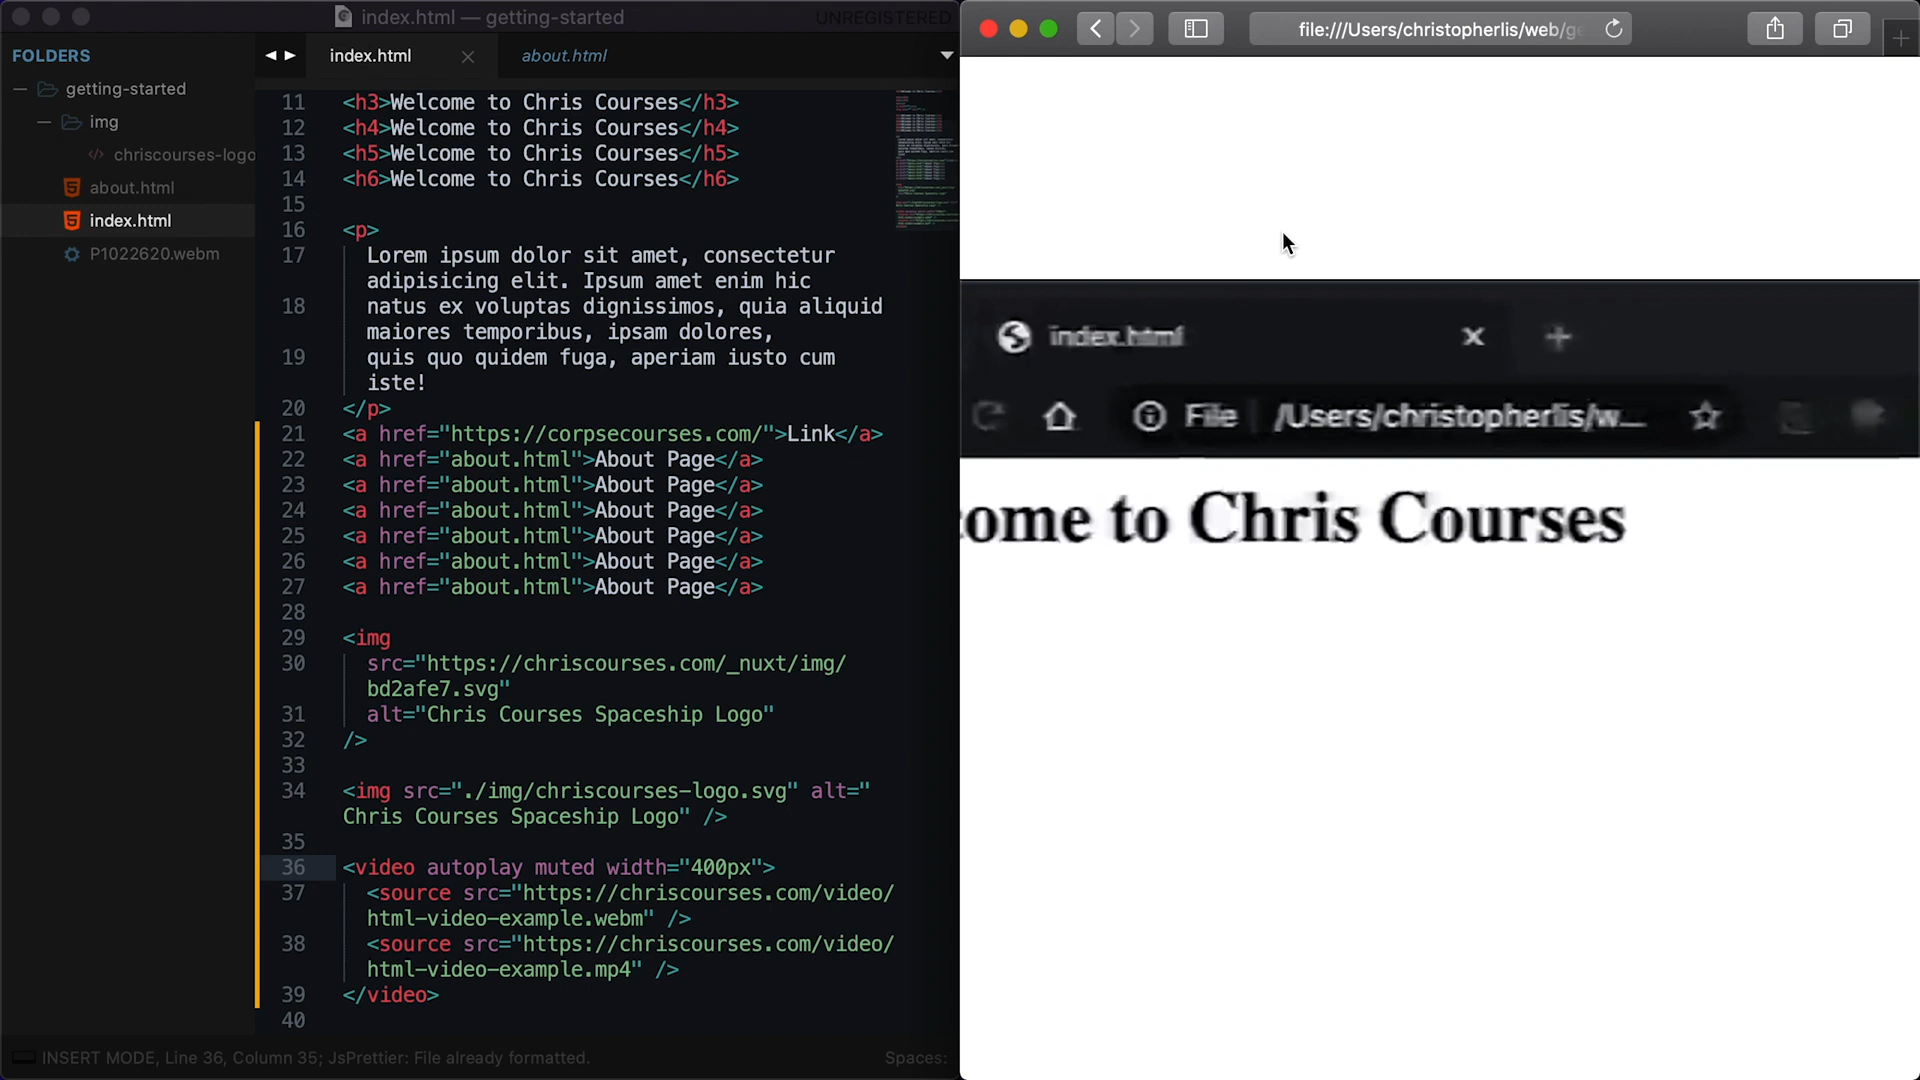 index.html — getting-started
UNREGISTERED
FOLDERS
getting-started
img
chriscourses-logo
about.html
index.html
P1022620.webm
index.html
about.html
11 <h3>Welcome to Chris Courses</h3>
12 <h4>Welcome to Chris Courses</h4>
13 <h5>Welcome to Chris Courses</h5>
14 <h6>Welcome to Chris Courses</h6>
15
16 <p>
17 Lorem ipsum dolor sit amet, consectetur
adipisicing elit. Ipsum amet enim hic
18 natus ex voluptas dignissimos, quia aliquid
maiores temporibus, ipsam dolores,
19 quis quo quidem fuga, aperiam iusto cum
iste!
20 </p>
21 <a href="https://corpsecourses.com/">Link</a>
22 <a href="about.html">About Page</a>
23 <a href="about.html">About Page</a>
24 <a href="about.html">About Page</a>
25 <a href="about.html">About Page</a>
26 <a href="about.html">About Page</a>
27 <a href="about.html">About Page</a>
28
29 <img
30 src="https://chriscourses.com/_nuxt/img/
bd2afe7.svg"
31 alt="Chris Courses Spaceship Logo"
32 />
33
34 <img src="./img/chriscourses-logo.svg" alt="
Chris Courses Spaceship Logo" />
35
36 <video autoplay muted width="400px">
37 <source src="https://chriscourses.com/video/
html-video-example.webm" />
38 <source src="https://chriscourses.com/video/
html-video-example.mp4" />
39 </video>
40
INSERT MODE, Line 36, Column 35; JsPrettier: File already formatted.
Spaces:
file:///Users/christopherlis/web/ge
index.html
File /Users/christopherlis/w...
come to Chris Courses